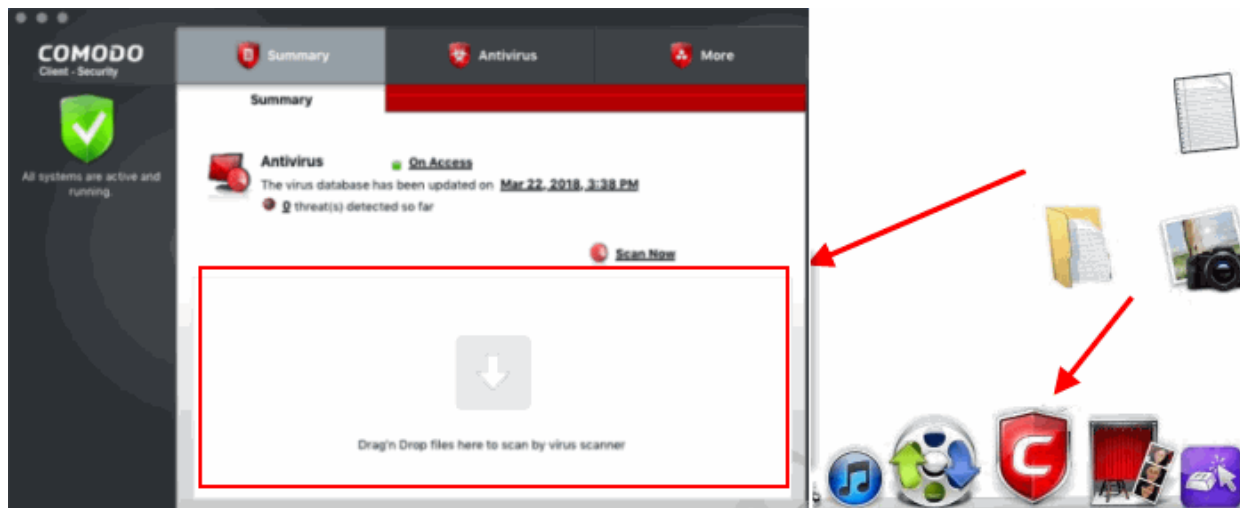 COMODO
Client - Security
Summary
Antivirus
More
Summary
All systems are active and
running.
Antivirus
On Access
The virus database has been updated on Mar 22, 2018, 3:38 PM
0 threat(s) detected so far
Scan Now
Drag'n Drop files here to scan by virus scanner
C